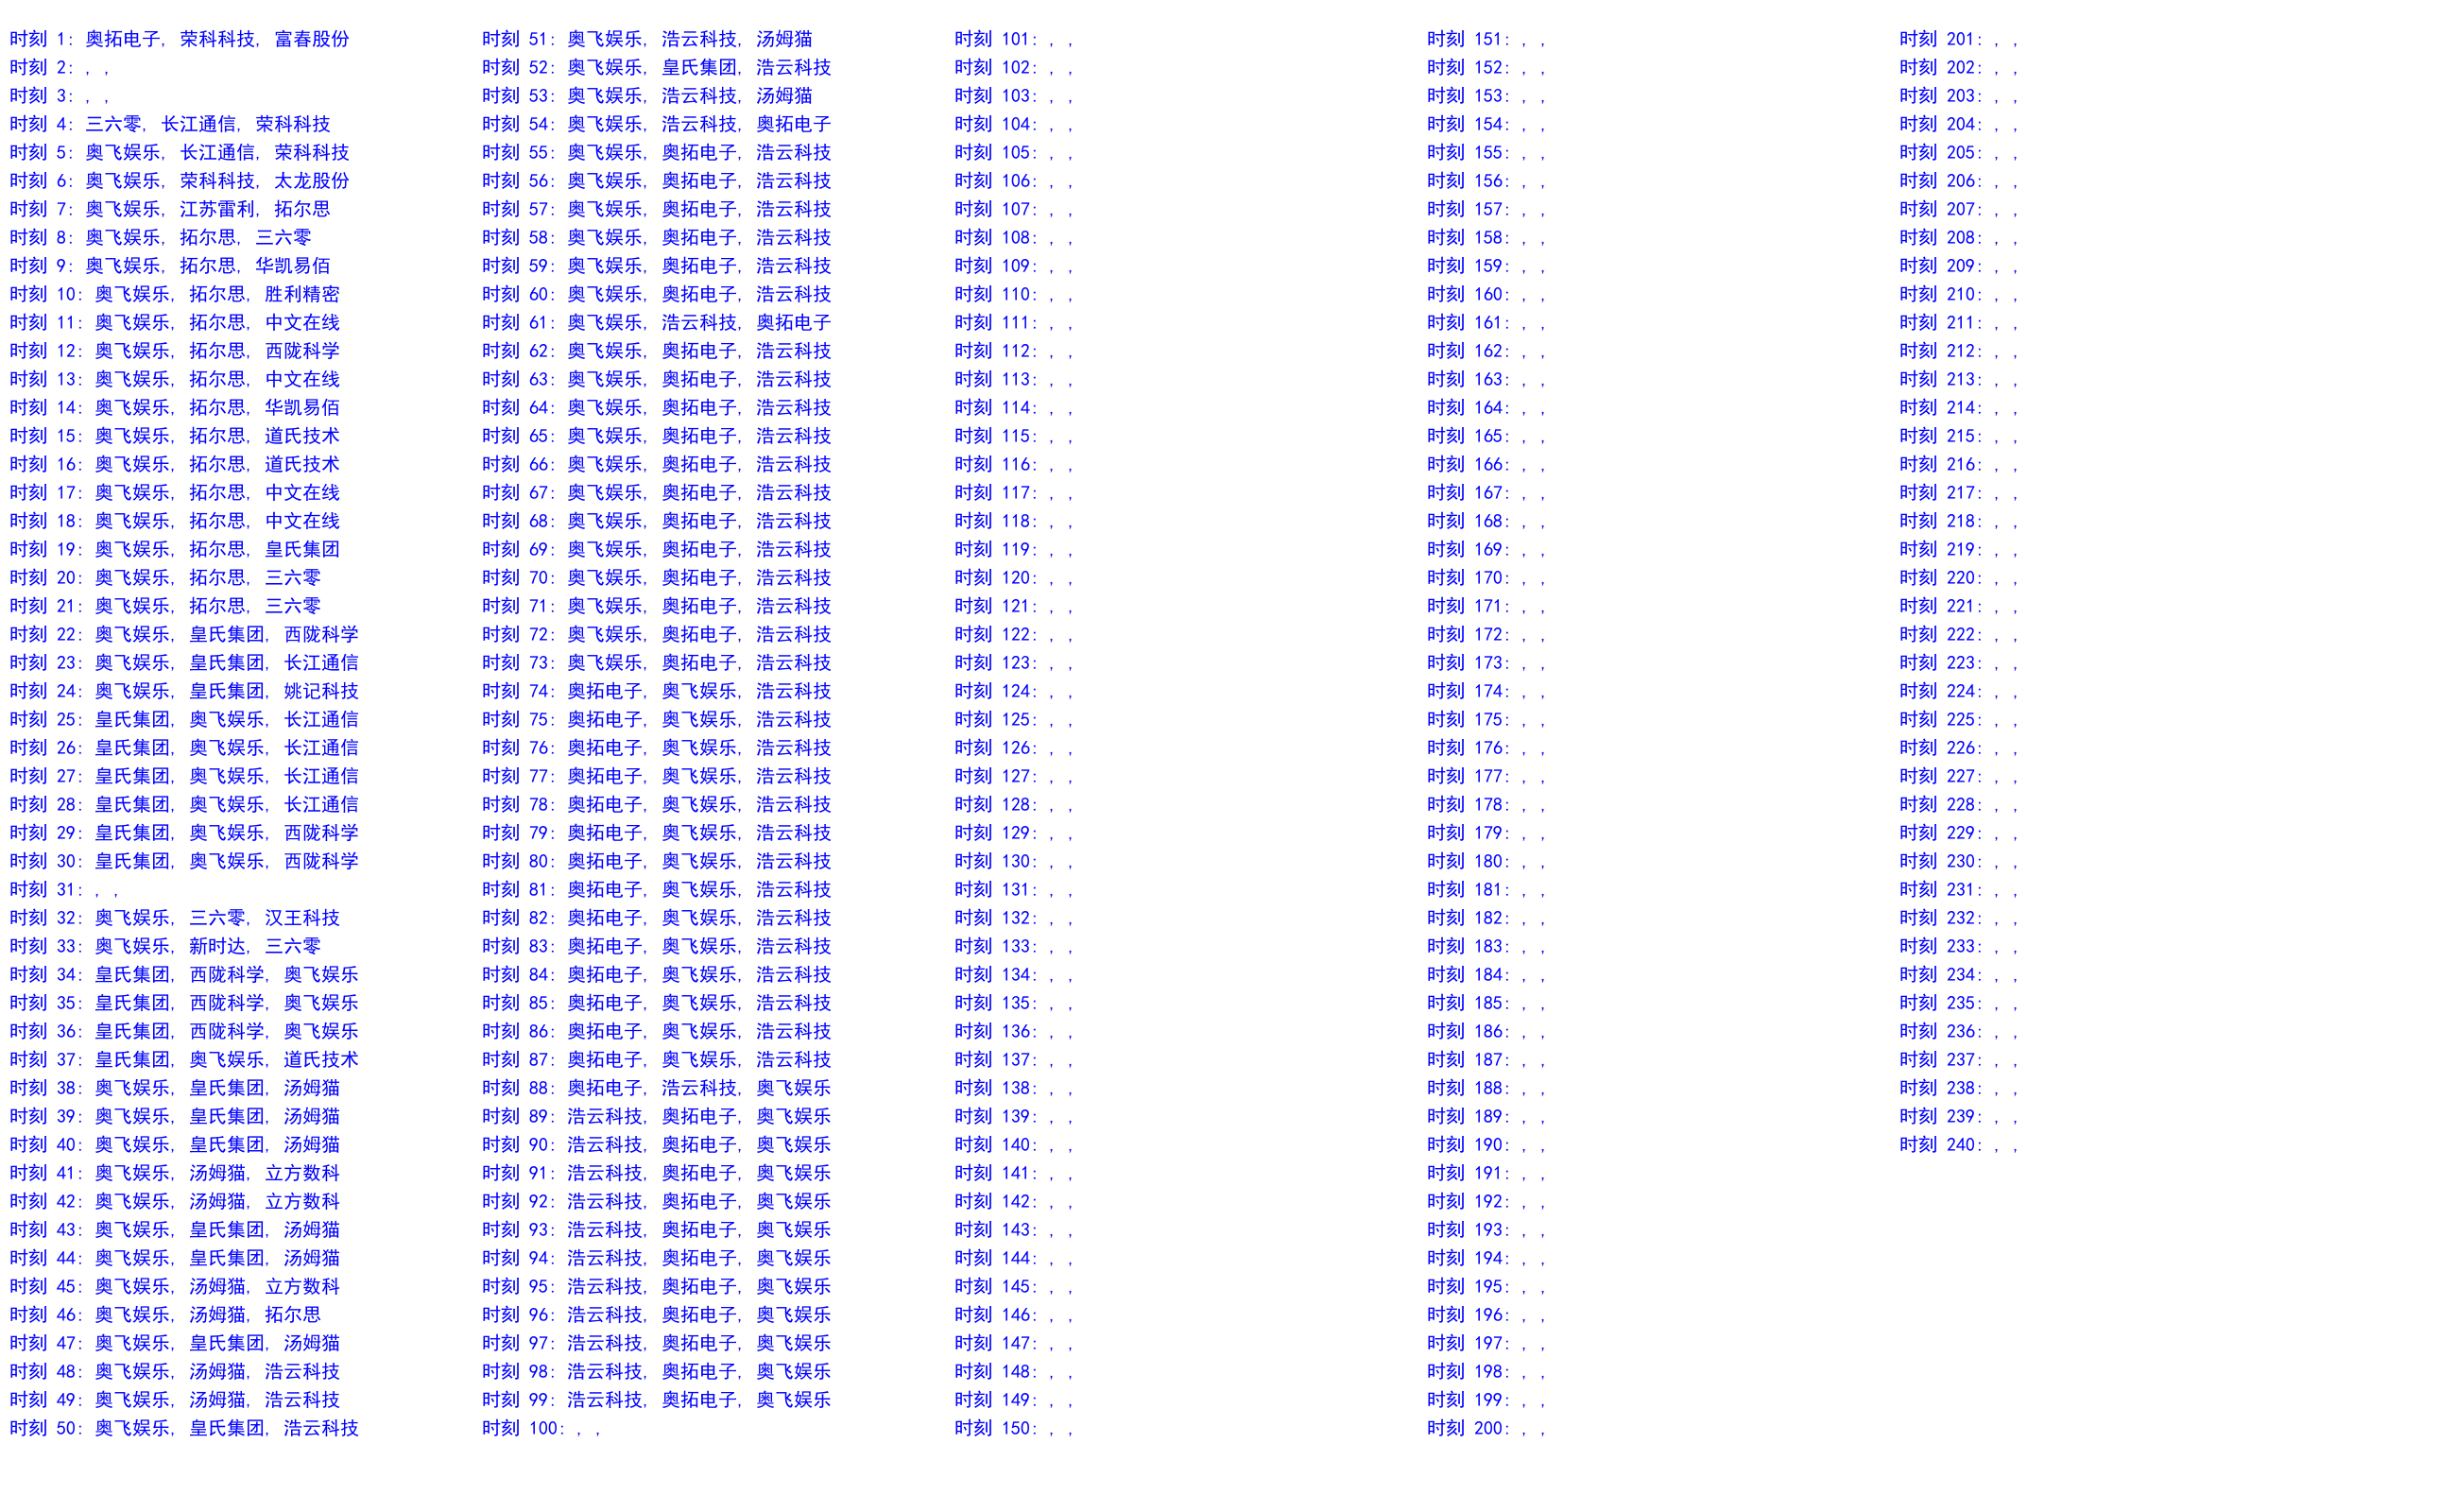 时刻 1: 奥拓电子, 荣科科技, 富春股份
时刻 2: , ,
时刻 3: , ,
时刻 4: 三六零, 长江通信, 荣科科技
时刻 5: 奥飞娱乐, 长江通信, 荣科科技
时刻 6: 奥飞娱乐, 荣科科技, 太龙股份
时刻 7: 奥飞娱乐, 江苏雷利, 拓尔思
时刻 8: 奥飞娱乐, 拓尔思, 三六零
时刻 9: 奥飞娱乐, 拓尔思, 华凯易佰
时刻 10: 奥飞娱乐, 拓尔思, 胜利精密
时刻 11: 奥飞娱乐, 拓尔思, 中文在线
时刻 12: 奥飞娱乐, 拓尔思, 西陇科学
时刻 13: 奥飞娱乐, 拓尔思, 中文在线
时刻 14: 奥飞娱乐, 拓尔思, 华凯易佰
时刻 15: 奥飞娱乐, 拓尔思, 道氏技术
时刻 16: 奥飞娱乐, 拓尔思, 道氏技术
时刻 17: 奥飞娱乐, 拓尔思, 中文在线
时刻 18: 奥飞娱乐, 拓尔思, 中文在线
时刻 19: 奥飞娱乐, 拓尔思, 皇氏集团
时刻 20: 奥飞娱乐, 拓尔思, 三六零
时刻 21: 奥飞娱乐, 拓尔思, 三六零
时刻 22: 奥飞娱乐, 皇氏集团, 西陇科学
时刻 23: 奥飞娱乐, 皇氏集团, 长江通信
时刻 24: 奥飞娱乐, 皇氏集团, 姚记科技
时刻 25: 皇氏集团, 奥飞娱乐, 长江通信
时刻 26: 皇氏集团, 奥飞娱乐, 长江通信
时刻 27: 皇氏集团, 奥飞娱乐, 长江通信
时刻 28: 皇氏集团, 奥飞娱乐, 长江通信
时刻 29: 皇氏集团, 奥飞娱乐, 西陇科学
时刻 30: 皇氏集团, 奥飞娱乐, 西陇科学
时刻 31: , ,
时刻 32: 奥飞娱乐, 三六零, 汉王科技
时刻 33: 奥飞娱乐, 新时达, 三六零
时刻 34: 皇氏集团, 西陇科学, 奥飞娱乐
时刻 35: 皇氏集团, 西陇科学, 奥飞娱乐
时刻 36: 皇氏集团, 西陇科学, 奥飞娱乐
时刻 37: 皇氏集团, 奥飞娱乐, 道氏技术
时刻 38: 奥飞娱乐, 皇氏集团, 汤姆猫
时刻 39: 奥飞娱乐, 皇氏集团, 汤姆猫
时刻 40: 奥飞娱乐, 皇氏集团, 汤姆猫
时刻 41: 奥飞娱乐, 汤姆猫, 立方数科
时刻 42: 奥飞娱乐, 汤姆猫, 立方数科
时刻 43: 奥飞娱乐, 皇氏集团, 汤姆猫
时刻 44: 奥飞娱乐, 皇氏集团, 汤姆猫
时刻 45: 奥飞娱乐, 汤姆猫, 立方数科
时刻 46: 奥飞娱乐, 汤姆猫, 拓尔思
时刻 47: 奥飞娱乐, 皇氏集团, 汤姆猫
时刻 48: 奥飞娱乐, 汤姆猫, 浩云科技
时刻 49: 奥飞娱乐, 汤姆猫, 浩云科技
时刻 50: 奥飞娱乐, 皇氏集团, 浩云科技
时刻 51: 奥飞娱乐, 浩云科技, 汤姆猫
时刻 52: 奥飞娱乐, 皇氏集团, 浩云科技
时刻 53: 奥飞娱乐, 浩云科技, 汤姆猫
时刻 54: 奥飞娱乐, 浩云科技, 奥拓电子
时刻 55: 奥飞娱乐, 奥拓电子, 浩云科技
时刻 56: 奥飞娱乐, 奥拓电子, 浩云科技
时刻 57: 奥飞娱乐, 奥拓电子, 浩云科技
时刻 58: 奥飞娱乐, 奥拓电子, 浩云科技
时刻 59: 奥飞娱乐, 奥拓电子, 浩云科技
时刻 60: 奥飞娱乐, 奥拓电子, 浩云科技
时刻 61: 奥飞娱乐, 浩云科技, 奥拓电子
时刻 62: 奥飞娱乐, 奥拓电子, 浩云科技
时刻 63: 奥飞娱乐, 奥拓电子, 浩云科技
时刻 64: 奥飞娱乐, 奥拓电子, 浩云科技
时刻 65: 奥飞娱乐, 奥拓电子, 浩云科技
时刻 66: 奥飞娱乐, 奥拓电子, 浩云科技
时刻 67: 奥飞娱乐, 奥拓电子, 浩云科技
时刻 68: 奥飞娱乐, 奥拓电子, 浩云科技
时刻 69: 奥飞娱乐, 奥拓电子, 浩云科技
时刻 70: 奥飞娱乐, 奥拓电子, 浩云科技
时刻 71: 奥飞娱乐, 奥拓电子, 浩云科技
时刻 72: 奥飞娱乐, 奥拓电子, 浩云科技
时刻 73: 奥飞娱乐, 奥拓电子, 浩云科技
时刻 74: 奥拓电子, 奥飞娱乐, 浩云科技
时刻 75: 奥拓电子, 奥飞娱乐, 浩云科技
时刻 76: 奥拓电子, 奥飞娱乐, 浩云科技
时刻 77: 奥拓电子, 奥飞娱乐, 浩云科技
时刻 78: 奥拓电子, 奥飞娱乐, 浩云科技
时刻 79: 奥拓电子, 奥飞娱乐, 浩云科技
时刻 80: 奥拓电子, 奥飞娱乐, 浩云科技
时刻 81: 奥拓电子, 奥飞娱乐, 浩云科技
时刻 82: 奥拓电子, 奥飞娱乐, 浩云科技
时刻 83: 奥拓电子, 奥飞娱乐, 浩云科技
时刻 84: 奥拓电子, 奥飞娱乐, 浩云科技
时刻 85: 奥拓电子, 奥飞娱乐, 浩云科技
时刻 86: 奥拓电子, 奥飞娱乐, 浩云科技
时刻 87: 奥拓电子, 奥飞娱乐, 浩云科技
时刻 88: 奥拓电子, 浩云科技, 奥飞娱乐
时刻 89: 浩云科技, 奥拓电子, 奥飞娱乐
时刻 90: 浩云科技, 奥拓电子, 奥飞娱乐
时刻 91: 浩云科技, 奥拓电子, 奥飞娱乐
时刻 92: 浩云科技, 奥拓电子, 奥飞娱乐
时刻 93: 浩云科技, 奥拓电子, 奥飞娱乐
时刻 94: 浩云科技, 奥拓电子, 奥飞娱乐
时刻 95: 浩云科技, 奥拓电子, 奥飞娱乐
时刻 96: 浩云科技, 奥拓电子, 奥飞娱乐
时刻 97: 浩云科技, 奥拓电子, 奥飞娱乐
时刻 98: 浩云科技, 奥拓电子, 奥飞娱乐
时刻 99: 浩云科技, 奥拓电子, 奥飞娱乐
时刻 100: , ,
时刻 101: , ,
时刻 102: , ,
时刻 103: , ,
时刻 104: , ,
时刻 105: , ,
时刻 106: , ,
时刻 107: , ,
时刻 108: , ,
时刻 109: , ,
时刻 110: , ,
时刻 111: , ,
时刻 112: , ,
时刻 113: , ,
时刻 114: , ,
时刻 115: , ,
时刻 116: , ,
时刻 117: , ,
时刻 118: , ,
时刻 119: , ,
时刻 120: , ,
时刻 121: , ,
时刻 122: , ,
时刻 123: , ,
时刻 124: , ,
时刻 125: , ,
时刻 126: , ,
时刻 127: , ,
时刻 128: , ,
时刻 129: , ,
时刻 130: , ,
时刻 131: , ,
时刻 132: , ,
时刻 133: , ,
时刻 134: , ,
时刻 135: , ,
时刻 136: , ,
时刻 137: , ,
时刻 138: , ,
时刻 139: , ,
时刻 140: , ,
时刻 141: , ,
时刻 142: , ,
时刻 143: , ,
时刻 144: , ,
时刻 145: , ,
时刻 146: , ,
时刻 147: , ,
时刻 148: , ,
时刻 149: , ,
时刻 150: , ,
时刻 151: , ,
时刻 152: , ,
时刻 153: , ,
时刻 154: , ,
时刻 155: , ,
时刻 156: , ,
时刻 157: , ,
时刻 158: , ,
时刻 159: , ,
时刻 160: , ,
时刻 161: , ,
时刻 162: , ,
时刻 163: , ,
时刻 164: , ,
时刻 165: , ,
时刻 166: , ,
时刻 167: , ,
时刻 168: , ,
时刻 169: , ,
时刻 170: , ,
时刻 171: , ,
时刻 172: , ,
时刻 173: , ,
时刻 174: , ,
时刻 175: , ,
时刻 176: , ,
时刻 177: , ,
时刻 178: , ,
时刻 179: , ,
时刻 180: , ,
时刻 181: , ,
时刻 182: , ,
时刻 183: , ,
时刻 184: , ,
时刻 185: , ,
时刻 186: , ,
时刻 187: , ,
时刻 188: , ,
时刻 189: , ,
时刻 190: , ,
时刻 191: , ,
时刻 192: , ,
时刻 193: , ,
时刻 194: , ,
时刻 195: , ,
时刻 196: , ,
时刻 197: , ,
时刻 198: , ,
时刻 199: , ,
时刻 200: , ,
时刻 201: , ,
时刻 202: , ,
时刻 203: , ,
时刻 204: , ,
时刻 205: , ,
时刻 206: , ,
时刻 207: , ,
时刻 208: , ,
时刻 209: , ,
时刻 210: , ,
时刻 211: , ,
时刻 212: , ,
时刻 213: , ,
时刻 214: , ,
时刻 215: , ,
时刻 216: , ,
时刻 217: , ,
时刻 218: , ,
时刻 219: , ,
时刻 220: , ,
时刻 221: , ,
时刻 222: , ,
时刻 223: , ,
时刻 224: , ,
时刻 225: , ,
时刻 226: , ,
时刻 227: , ,
时刻 228: , ,
时刻 229: , ,
时刻 230: , ,
时刻 231: , ,
时刻 232: , ,
时刻 233: , ,
时刻 234: , ,
时刻 235: , ,
时刻 236: , ,
时刻 237: , ,
时刻 238: , ,
时刻 239: , ,
时刻 240: , ,